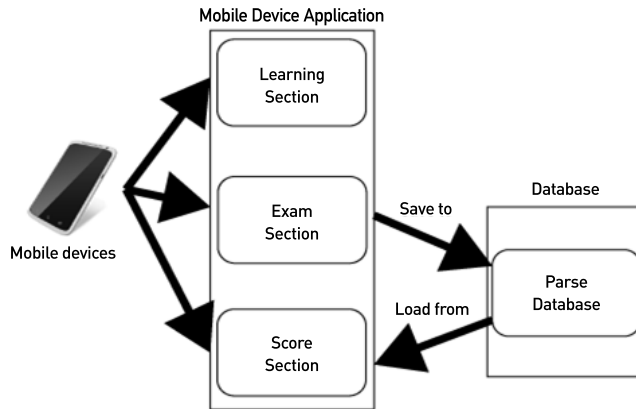 Mobile Device Application
Learning
Section
Mobile devices
Exam
Section
Save to
Database
Parse
Database
Load from
Score
Section